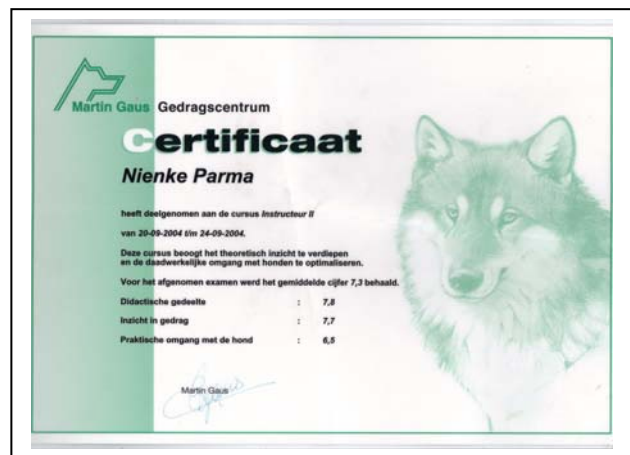 Martin Gaus Gedragscentrum
Certificaat
Nienke Parma
heeft deelgenomen aan de cursus Instructeur II
van 20-09-2004 t/m 24-09-2004.
Deze cursus beoogt het theoretisch inzicht te verdiepen
en de daadwerkelijke omgang met honden te optimaliseren.
Voor het afgenomen examen werd het gemiddelde cijfer 7,3 behaald.
Didactische gedeelte : 7,8
Inzicht in gedrag : 7,7
Praktische omgang met de hond : 6,5
Martin Gaus